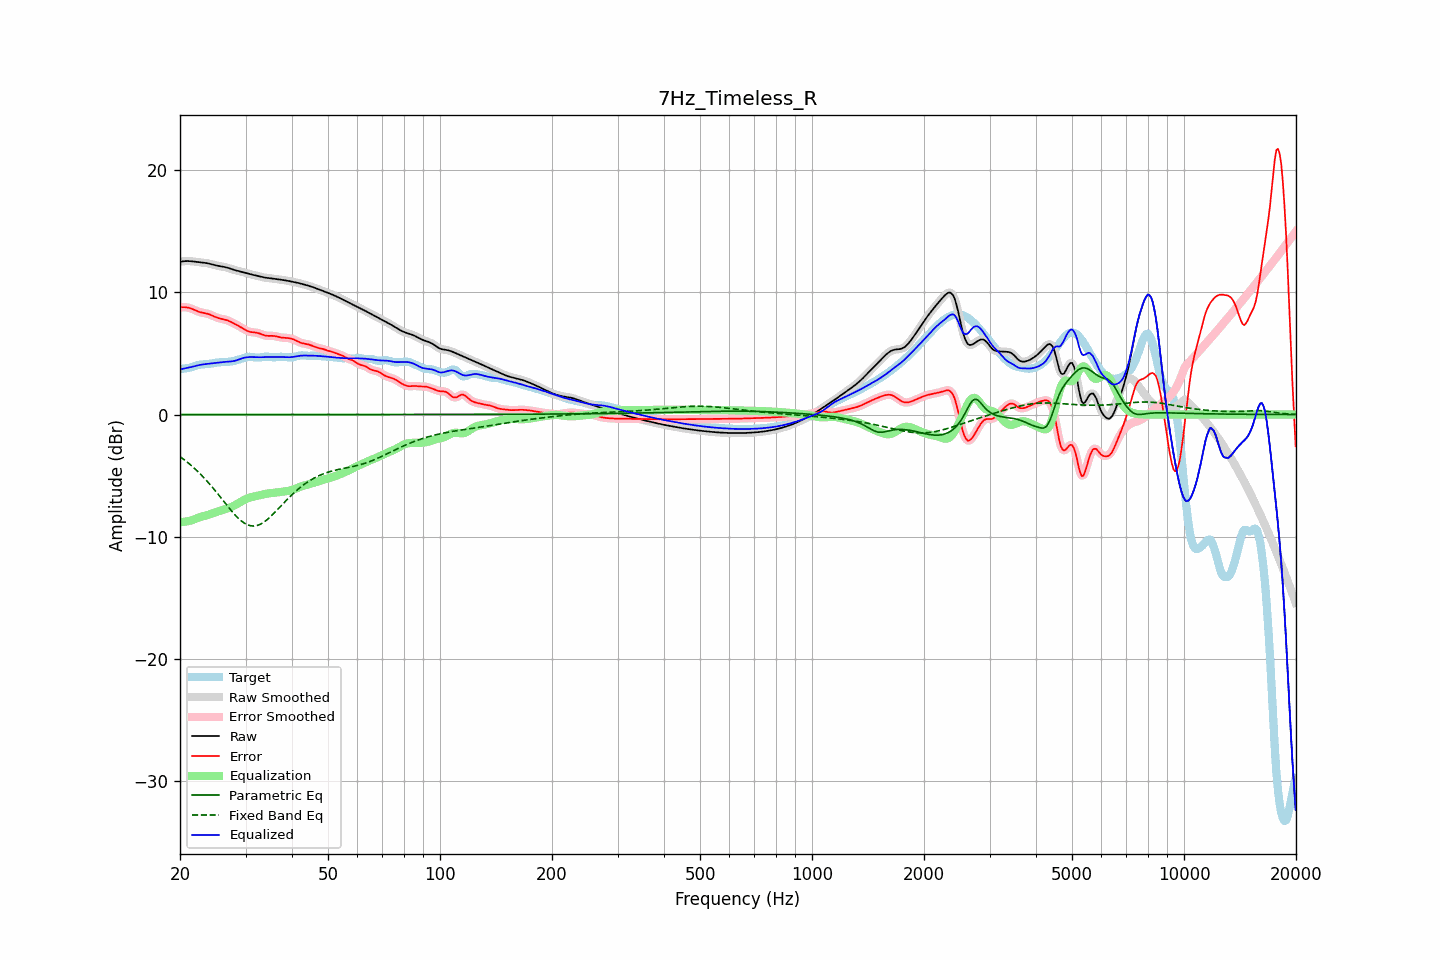 7Hz_Timeless_R
Amplitude (dBr)
20
10
0
−10
−20
−30
Target
Raw Smoothed
Error Smoothed
Raw
Error
Equalization
Parametric Eq
Fixed Band Eq
Equalized
20 50 100 200 500 1000 2000 5000 10000 20000
Frequency (Hz)